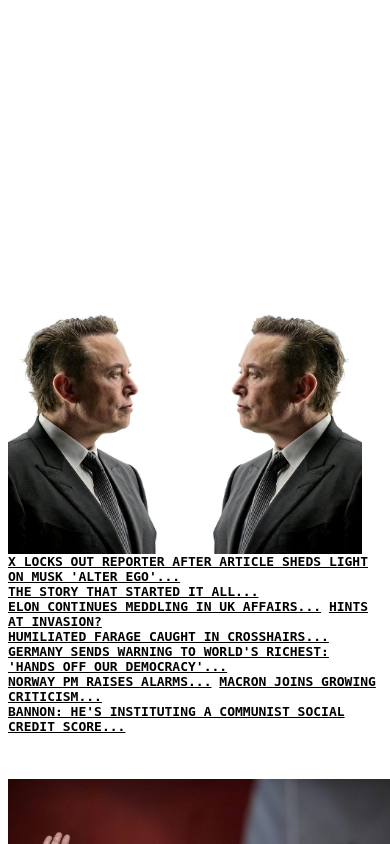 X LOCKS OUT REPORTER AFTER ARTICLE SHEDS LIGHT
ON MUSK 'ALTER EGO'...
THE STORY THAT STARTED IT ALL...
ELON CONTINUES MEDDLING IN UK AFFAIRS... HINTS
AT INVASION?
HUMILIATED FARAGE CAUGHT IN CROSSHAIRS...
GERMANY SENDS WARNING TO WORLD'S RICHEST:
'HANDS OFF OUR DEMOCRACY'...
NORWAY PM RAISES ALARMS... MACRON JOINS GROWING
CRITICISM...
BANNON: HE'S INSTITUTING A COMMUNIST SOCIAL
CREDIT SCORE...